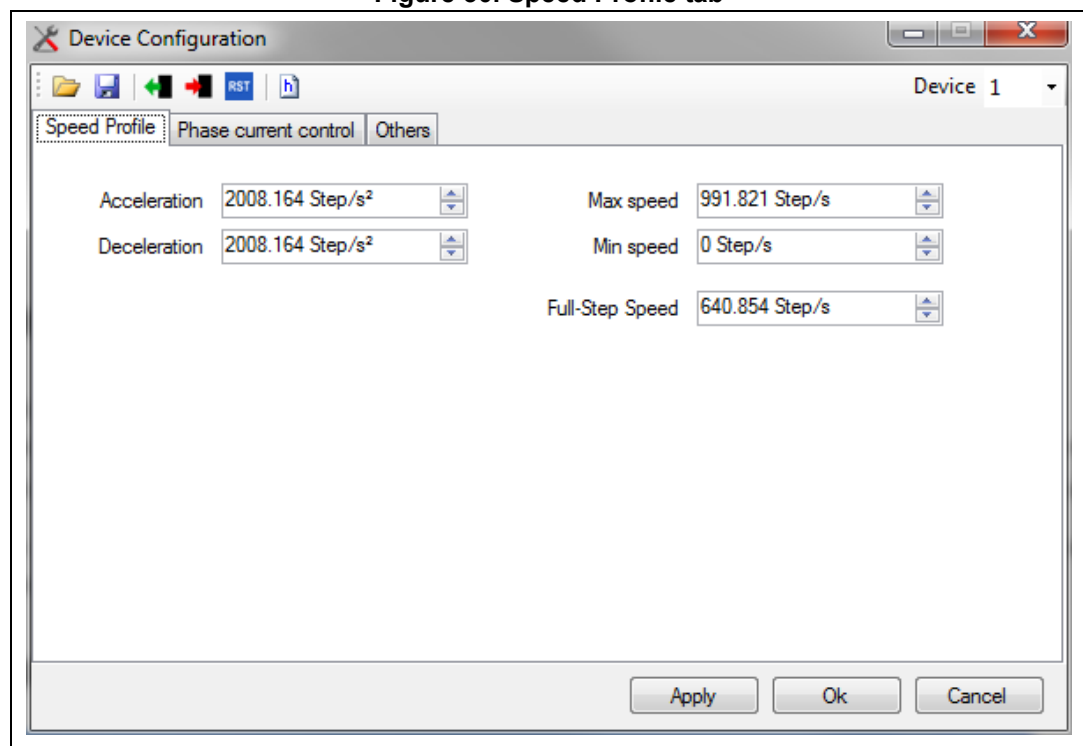 Device Configuration
RST h Device 1
Speed Profile Phase current control Others
Acceleration 2008.164 Step/s² Max speed 991.821 Step/s
Deceleration 2008.164 Step/s² Min speed 0 Step/s
Full-Step Speed 640.854 Step/s
Apply Ok Cancel